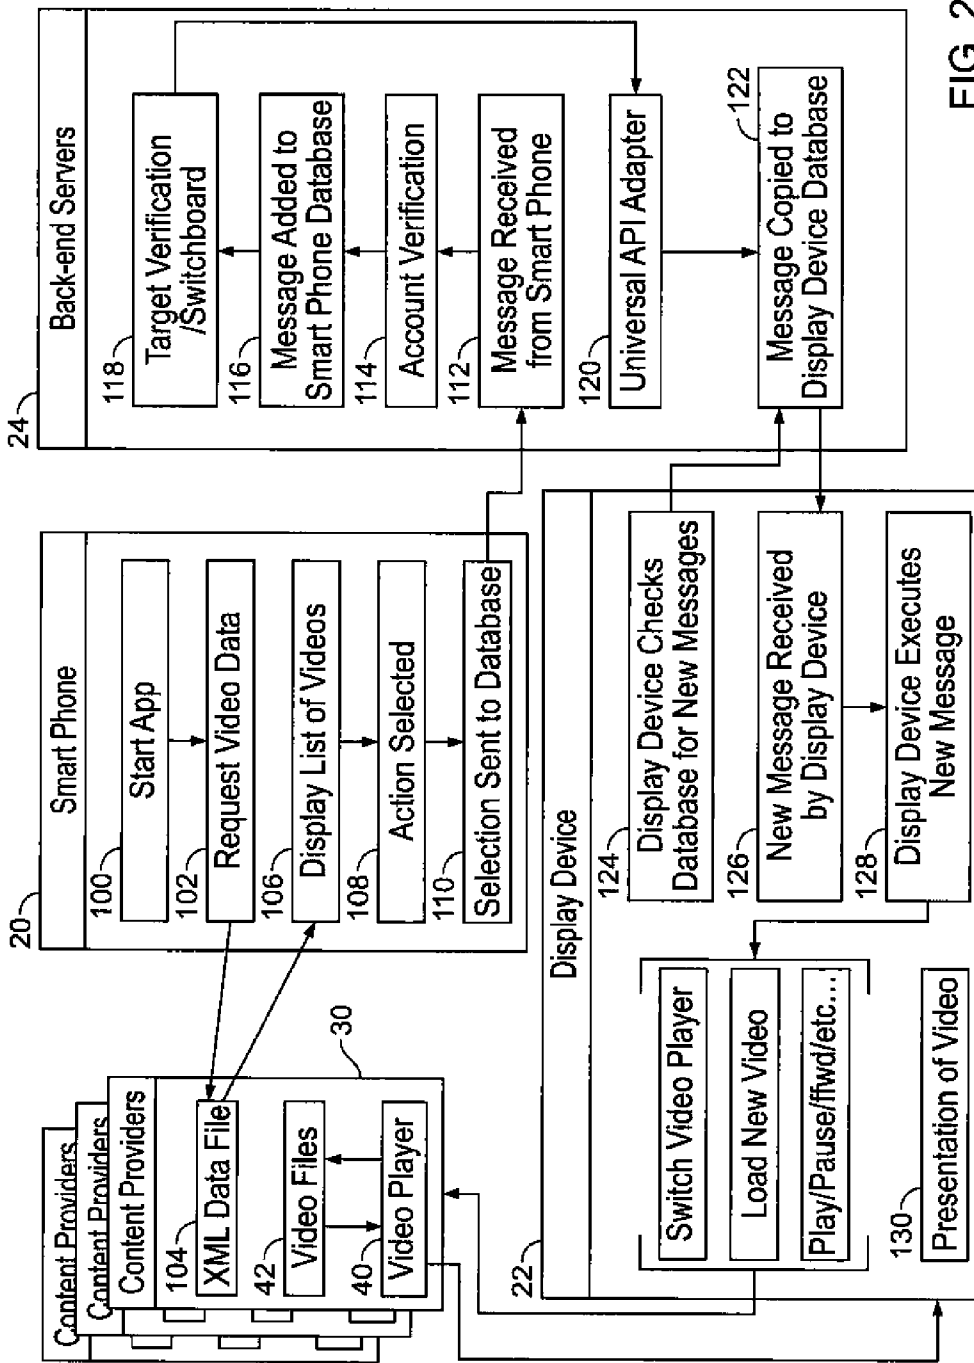 Content Providers
Content Providers
Content Providers
30
104
XML Data File
42
Video Files
40
Video Player
20
Smart Phone
100
Start App
102
Request Video Data
106
Display List of Videos
108
Action Selected
110
Selection Sent to Database
24
Back-end Servers
118
Target Verification
/Switchboard
116
Message Added to
Smart Phone Database
114
Account Verification
112
Message Received
from Smart Phone
120
Universal API Adapter
122
Message Copied to
Display Device Database
22
Display Device
Switch Video Player
Load New Video
Play/Pause/ffwd/etc...
130
Presentation of Video
124
Display Device Checks
Database for New Messages
126
New Message Received
by Display Device
128
Display Device Executes
New Message
FIG. 2